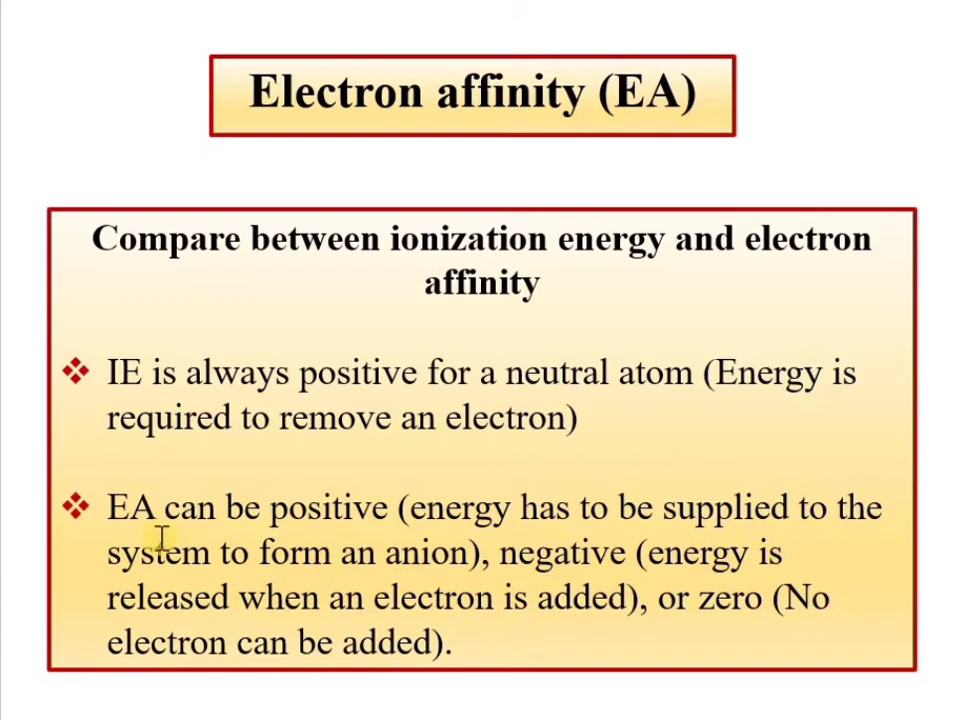 Electron affinity (EA)
Compare between ionization energy and electron
affinity
❖ IE is always positive for a neutral atom (Energy is
required to remove an electron)
❖ EA can be positive (energy has to be supplied to the
system to form an anion), negative (energy is
released when an electron is added), or zero (No
electron can be added).